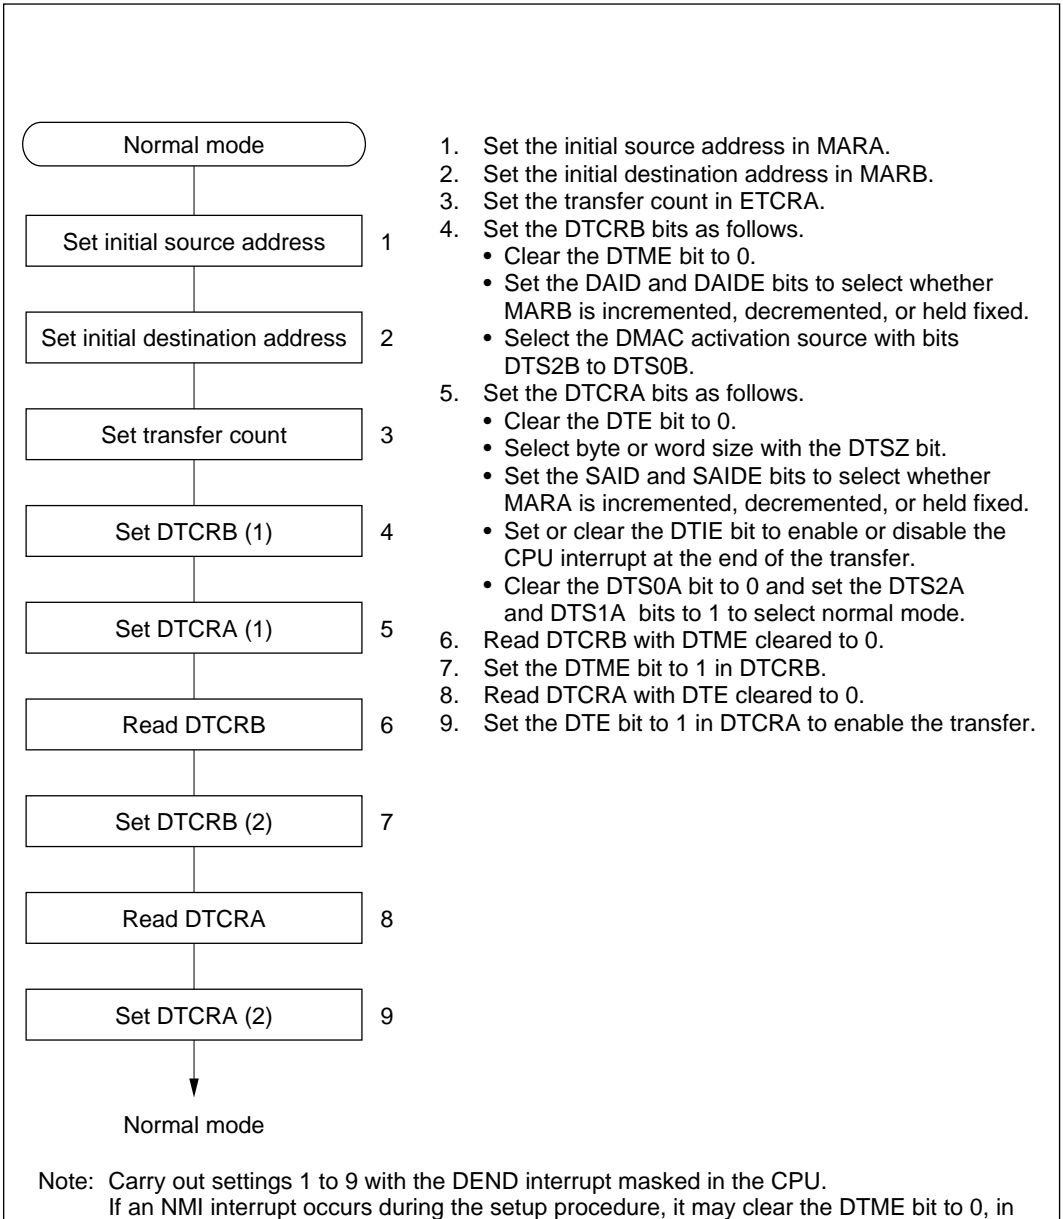 Normal mode
Set initial source address 1
Set initial destination address 2
Set transfer count 3
Set DTCRB (1) 4
Set DTCRA (1) 5
Read DTCRB 6
Set DTCRB (2) 7
Read DTCRA 8
Set DTCRA (2) 9
Normal mode
1. Set the initial source address in MARA.
2. Set the initial destination address in MARB.
3. Set the transfer count in ETCRA.
4. Set the DTCRB bits as follows.
• Clear the DTME bit to 0.
• Set the DAID and DAIDE bits to select whether
MARB is incremented, decremented, or held fixed.
• Select the DMAC activation source with bits
DTS2B to DTS0B.
5. Set the DTCRA bits as follows.
• Clear the DTE bit to 0.
• Select byte or word size with the DTSZ bit.
• Set the SAID and SAIDE bits to select whether
MARA is incremented, decremented, or held fixed.
• Set or clear the DTIE bit to enable or disable the
CPU interrupt at the end of the transfer.
• Clear the DTS0A bit to 0 and set the DTS2A
and DTS1A bits to 1 to select normal mode.
6. Read DTCRB with DTME cleared to 0.
7. Set the DTME bit to 1 in DTCRB.
8. Read DTCRA with DTE cleared to 0.
9. Set the DTE bit to 1 in DTCRA to enable the transfer.
Note: Carry out settings 1 to 9 with the DEND interrupt masked in the CPU.
If an NMI interrupt occurs during the setup procedure, it may clear the DTME bit to 0, in